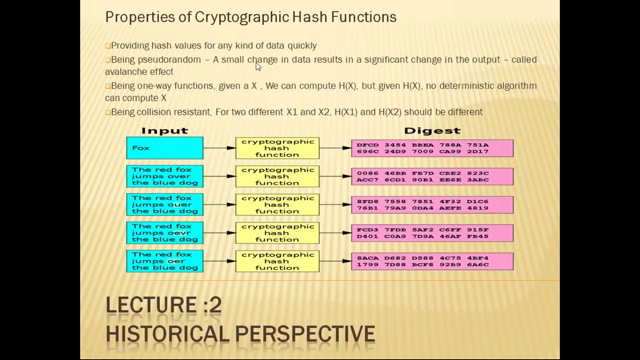 Properties of Cryptographic Hash Functions
Providing hash values for any kind of data quickly
Being pseudorandom – A small change in data results in a significant change in the output – called
avalanche effect
Being one-way functions, given a X , We can compute H(X), but given H(X), no deterministic algorithm
can compute X
Being collision resistant, For two different X1 and X2, H(X1) and H(X2) should be different
Input
Digest
Fox
cryptographic
hash
function
DFCD 3454 BBEA 788A 751A
696C 24D9 7009 CA99 2D17
The red fox
jumps over
the blue dog
cryptographic
hash
function
0086 46BB FB7D CBE2 823C
ACC7 6CD1 90B1 EE6E 3ABC
The red fox
jumps ouer
the blue dog
cryptographic
hash
function
8FD8 7558 7851 4F32 D1C6
76B1 79A9 0DA4 AEFE 4819
The red fox
jumps oevr
the blue dog
cryptographic
hash
function
FCD3 7FDB 5AF2 C6FF 915F
D401 C0A9 7D9A 46AF FB45
The red fox
jumps oer
the blue dog
cryptographic
hash
function
8ACA D682 D588 4C75 4BF4
1799 7D88 BCF8 92B9 6A6C
LECTURE :2
HISTORICAL PERSPECTIVE